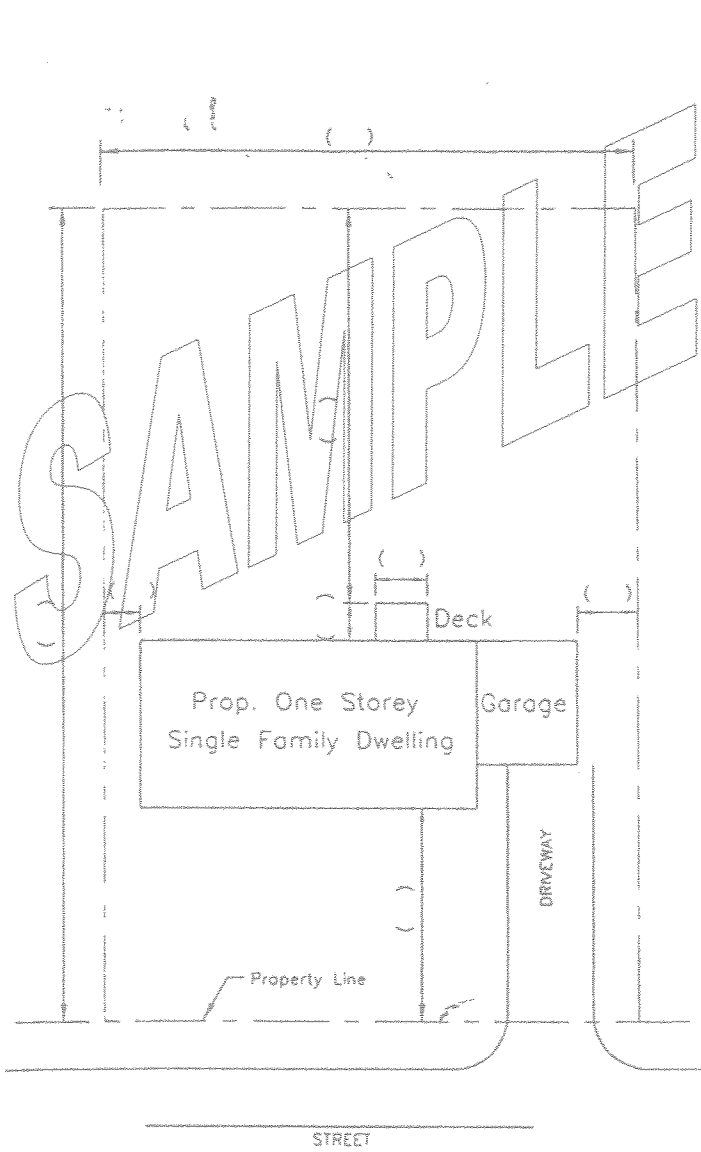 SAMPLE
( )
( )
( )
( )
( )
( )
( )
Deck
Prop. One Storey
Single Family Dwelling
Garage
DRIVEWAY
( )
Property Line
STREET